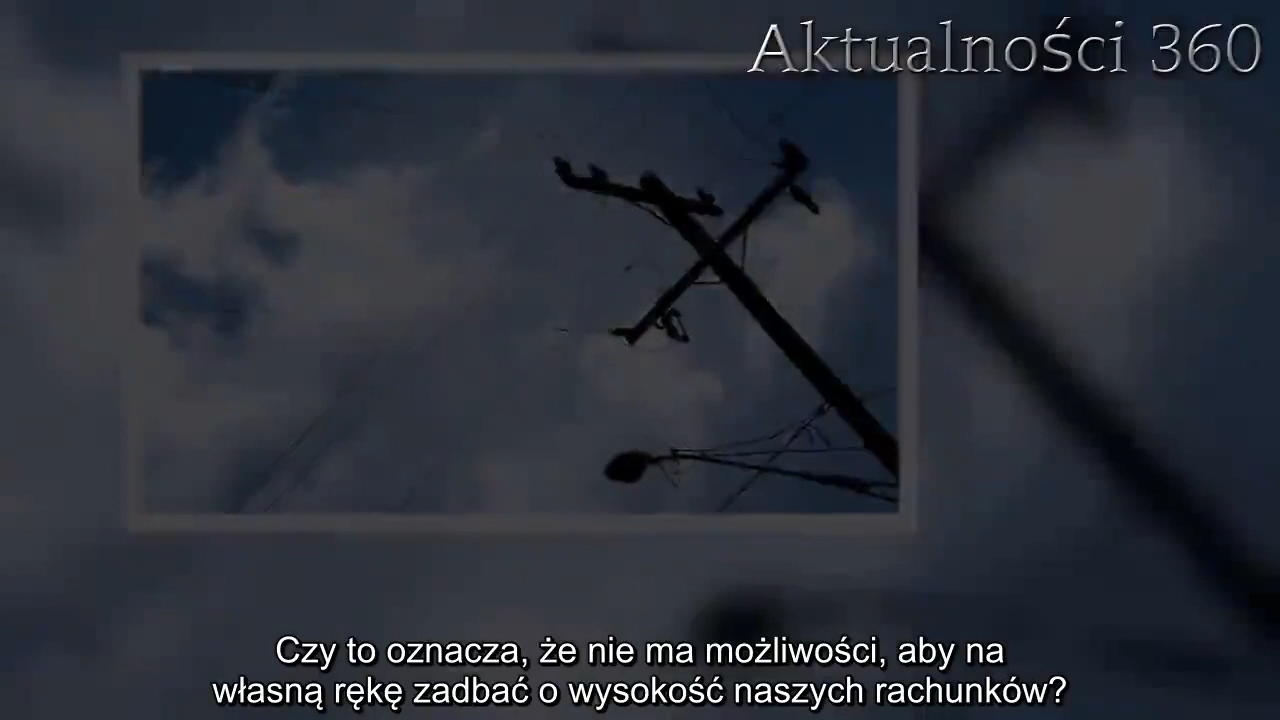 Aktualności 360
Czy to oznacza, że nie ma możliwości, aby na
własną rękę zadbać o wysokość naszych rachunków?